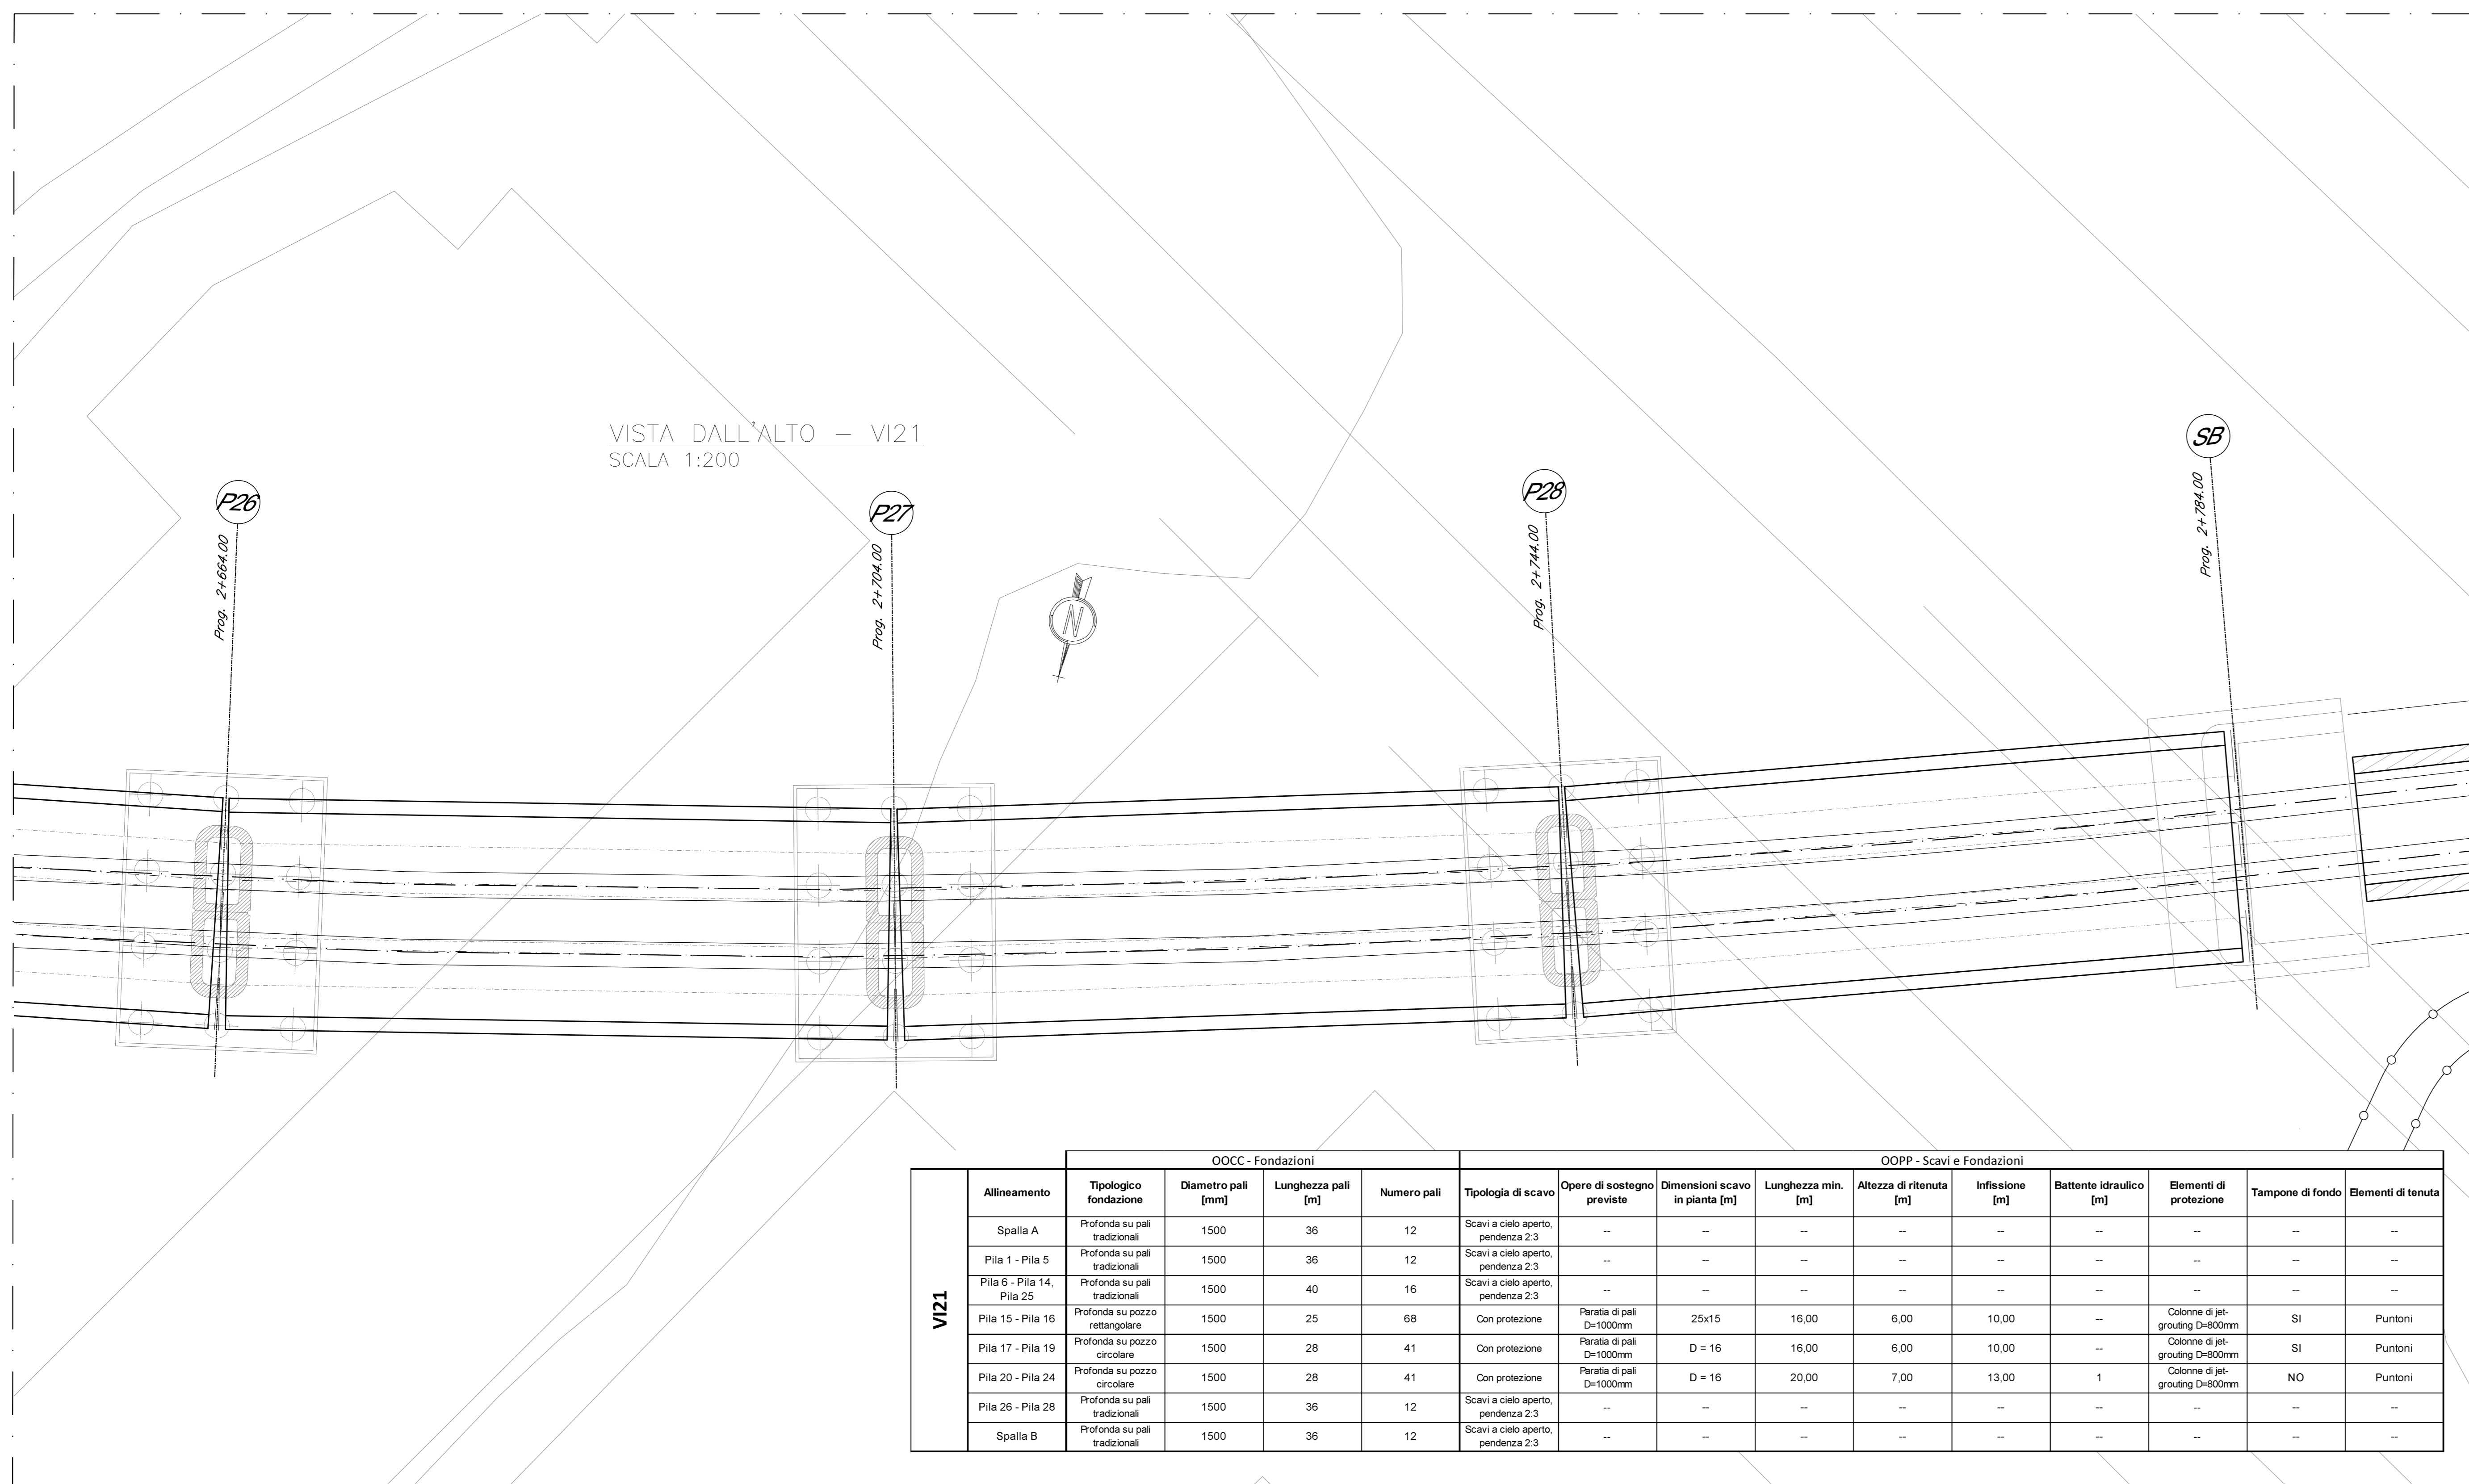 VISTA DALL'ALTO – VI21
SCALA 1:200
P26
P27
P28
SB
Prog. 2+664.00
Prog. 2+704.00
Prog. 2+744.00
Prog. 2+784.00
N
OOCC - Fondazioni OOPP - Scavi e Fondazioni
VI21
Allineamento Tipologico fondazione Diametro pali [mm] Lunghezza pali [m] Numero pali Tipologia di scavo Opere di sostegno previste Dimensioni scavo in pianta [m] Lunghezza min. [m] Altezza di ritenuta [m] Infissione [m] Battente idraulico [m] Elementi di protezione Tampone di fondo Elementi di tenuta
Spalla A Profonda su pali tradizionali 1500 36 12 Scavi a cielo aperto, pendenza 2:3 -- -- -- -- -- -- -- -- --
Pila 1 - Pila 5 Profonda su pali tradizionali 1500 36 12 Scavi a cielo aperto, pendenza 2:3 -- -- -- -- -- -- -- -- --
Pila 6 - Pila 14, Pila 25 Profonda su pali tradizionali 1500 40 16 Scavi a cielo aperto, pendenza 2:3 -- -- -- -- -- -- -- -- --
Pila 15 - Pila 16 Profonda su pozzo rettangolare 1500 25 68 Con protezione Paratia di pali D=1000mm 25x15 16,00 6,00 10,00 -- Colonne di jet-grouting D=800mm SI Puntoni
Pila 17 - Pila 19 Profonda su pozzo circolare 1500 28 41 Con protezione Paratia di pali D=1000mm D = 16 16,00 6,00 10,00 -- Colonne di jet-grouting D=800mm SI Puntoni
Pila 20 - Pila 24 Profonda su pozzo circolare 1500 28 41 Con protezione Paratia di pali D=1000mm D = 16 20,00 7,00 13,00 1 Colonne di jet-grouting D=800mm NO Puntoni
Pila 26 - Pila 28 Profonda su pali tradizionali 1500 36 12 Scavi a cielo aperto, pendenza 2:3 -- -- -- -- -- -- -- -- --
Spalla B Profonda su pali tradizionali 1500 36 12 Scavi a cielo aperto, pendenza 2:3 -- -- -- -- -- -- -- -- --